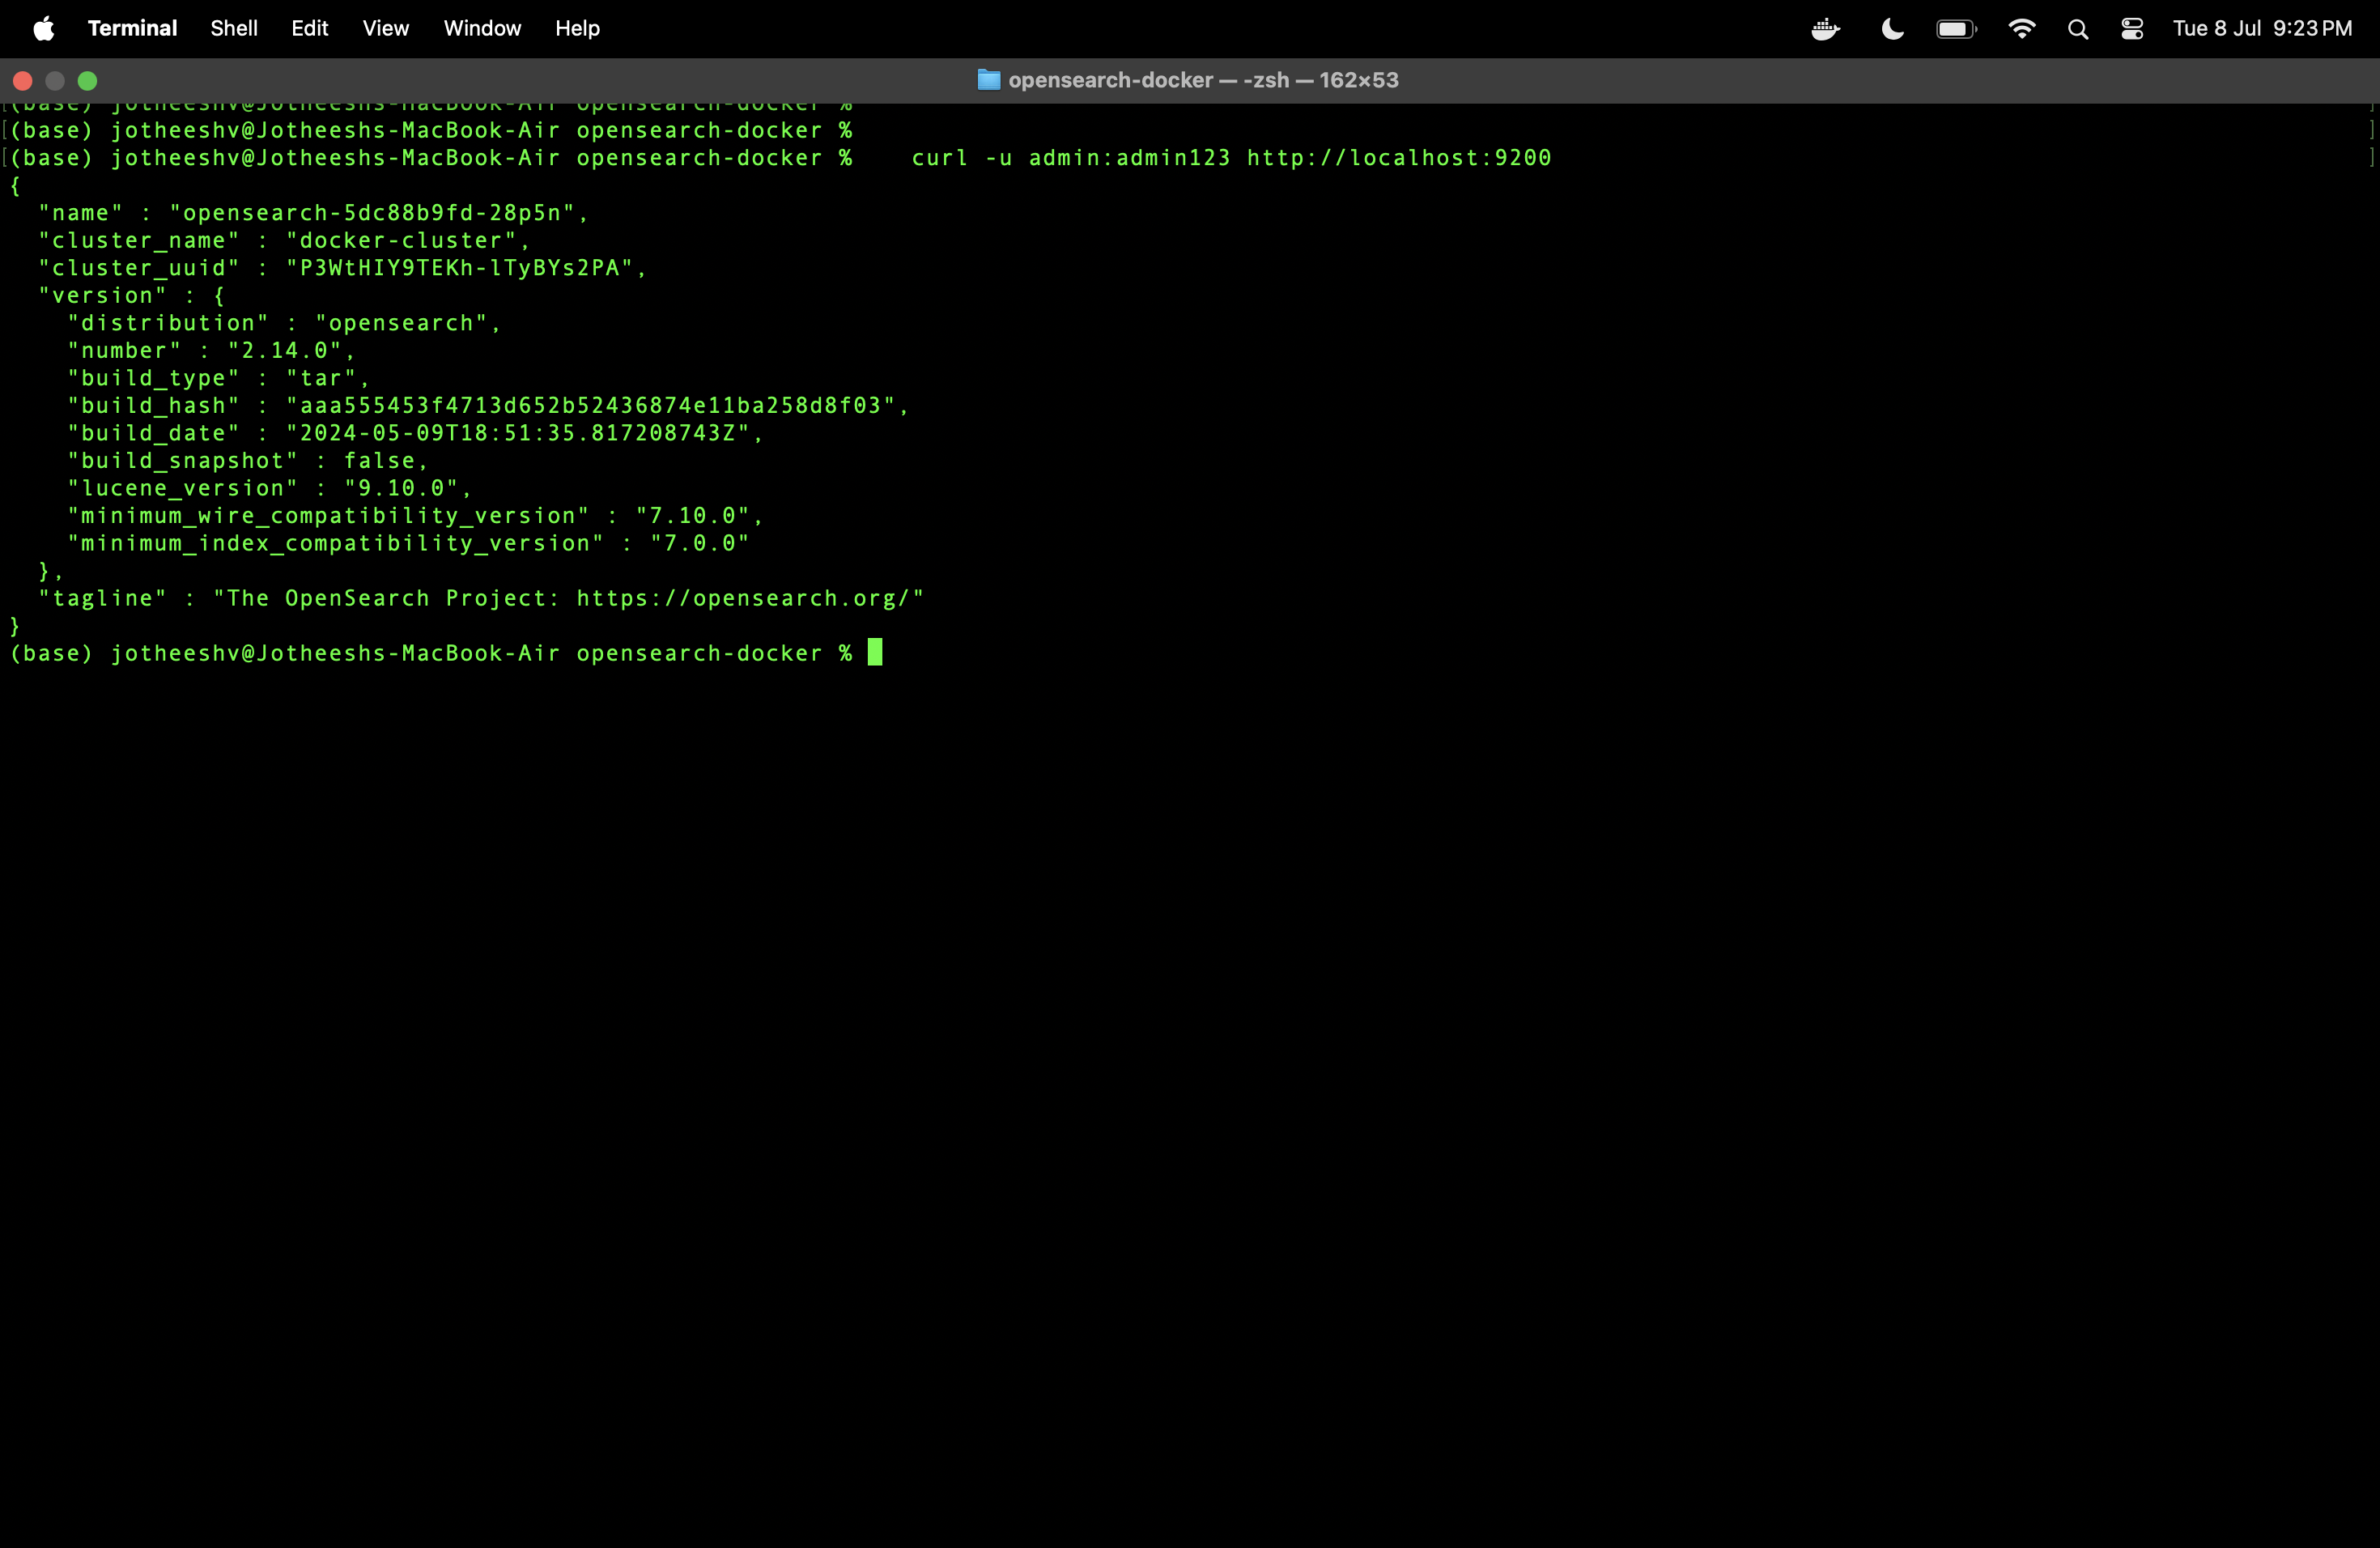 Terminal Shell Edit View Window Help Tue 8 Jul 9:23 PM
opensearch-docker — -zsh — 162×53
(base) jotheeshv@Jotheeshs-MacBook-Air opensearch-docker %
[(base) jotheeshv@Jotheeshs-MacBook-Air opensearch-docker % ]
[(base) jotheeshv@Jotheeshs-MacBook-Air opensearch-docker %    curl -u admin:admin123 http://localhost:9200 ]
{
  "name" : "opensearch-5dc88b9fd-28p5n",
  "cluster_name" : "docker-cluster",
  "cluster_uuid" : "P3WtHIY9TEKh-lTyBYs2PA",
  "version" : {
    "distribution" : "opensearch",
    "number" : "2.14.0",
    "build_type" : "tar",
    "build_hash" : "aaa555453f4713d652b52436874e11ba258d8f03",
    "build_date" : "2024-05-09T18:51:35.817208743Z",
    "build_snapshot" : false,
    "lucene_version" : "9.10.0",
    "minimum_wire_compatibility_version" : "7.10.0",
    "minimum_index_compatibility_version" : "7.0.0"
  },
  "tagline" : "The OpenSearch Project: https://opensearch.org/"
}
(base) jotheeshv@Jotheeshs-MacBook-Air opensearch-docker %